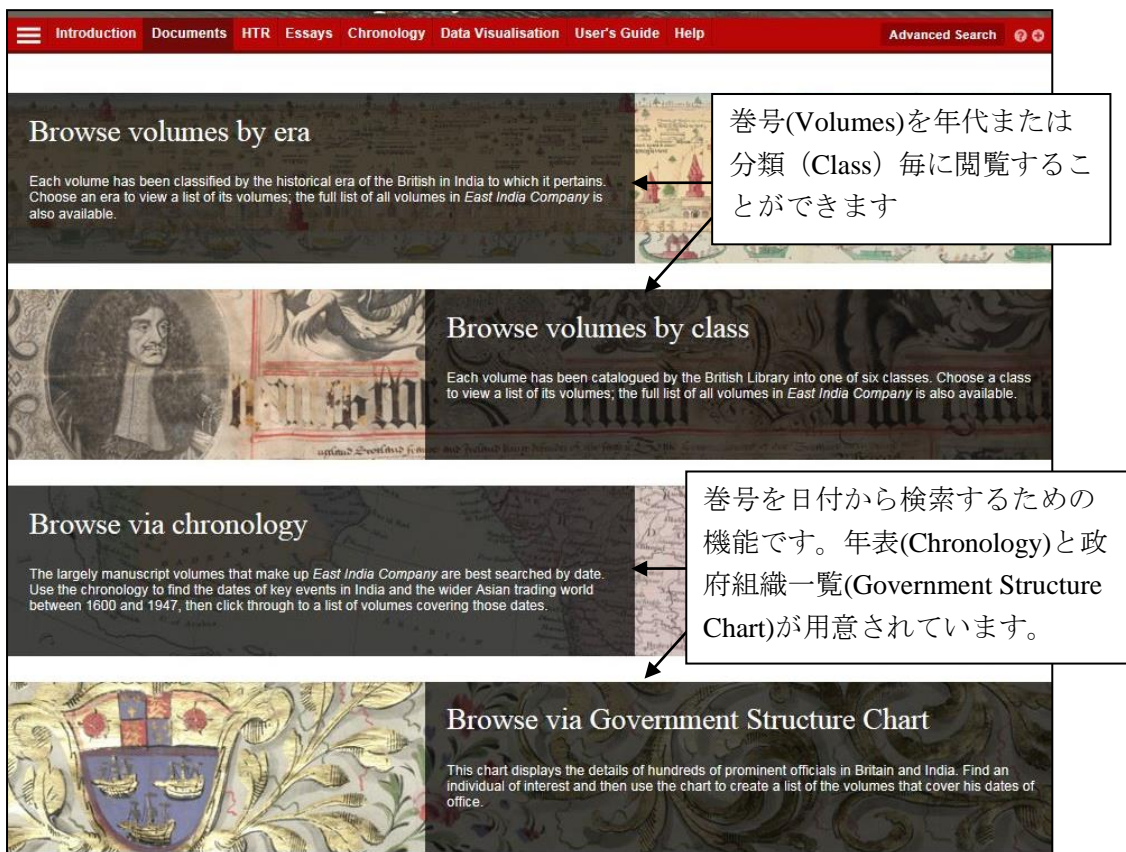 Introduction Documents HTR Essays Chronology Data Visualisation User's Guide Help Advanced Search
Browse volumes by era
Each volume has been classified by the historical era of the British in India to which it pertains.
Choose an era to view a list of its volumes; the full list of all volumes in East India Company is
also available.
巻号(Volumes)を年代または
分類（Class）毎に閲覧するこ
とができます
Browse volumes by class
Each volume has been catalogued by the British Library into one of six classes. Choose a class
to view a list of its volumes; the full list of all volumes in East India Company is also available.
Browse via chronology
The largely manuscript volumes that make up East India Company are best searched by date.
Use the chronology to find the dates of key events in India and the wider Asian trading world
between 1600 and 1947, then click through to a list of volumes covering those dates.
巻号を日付から検索するための
機能です。年表(Chronology)と政
府組織一覧(Government Structure
Chart)が用意されています。
Browse via Government Structure Chart
This chart displays the details of hundreds of prominent officials in Britain and India. Find an
individual of interest and then use the chart to create a list of the volumes that cover his dates of
office.